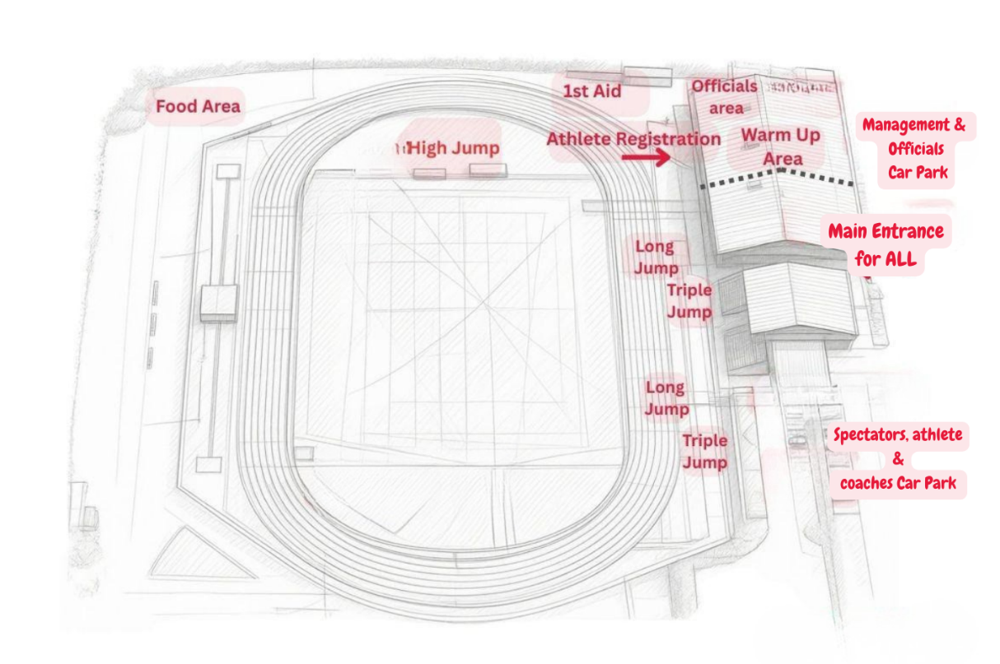 Food Area
1st Aid
Officials
area
High Jump
Athlete Registration
Warm Up
Area
Management &
Officials
Car Park
Main Entrance
for ALL
Long
Jump
Triple
Jump
Long
Jump
Triple
Jump
Spectators, athlete
&
coaches Car Park